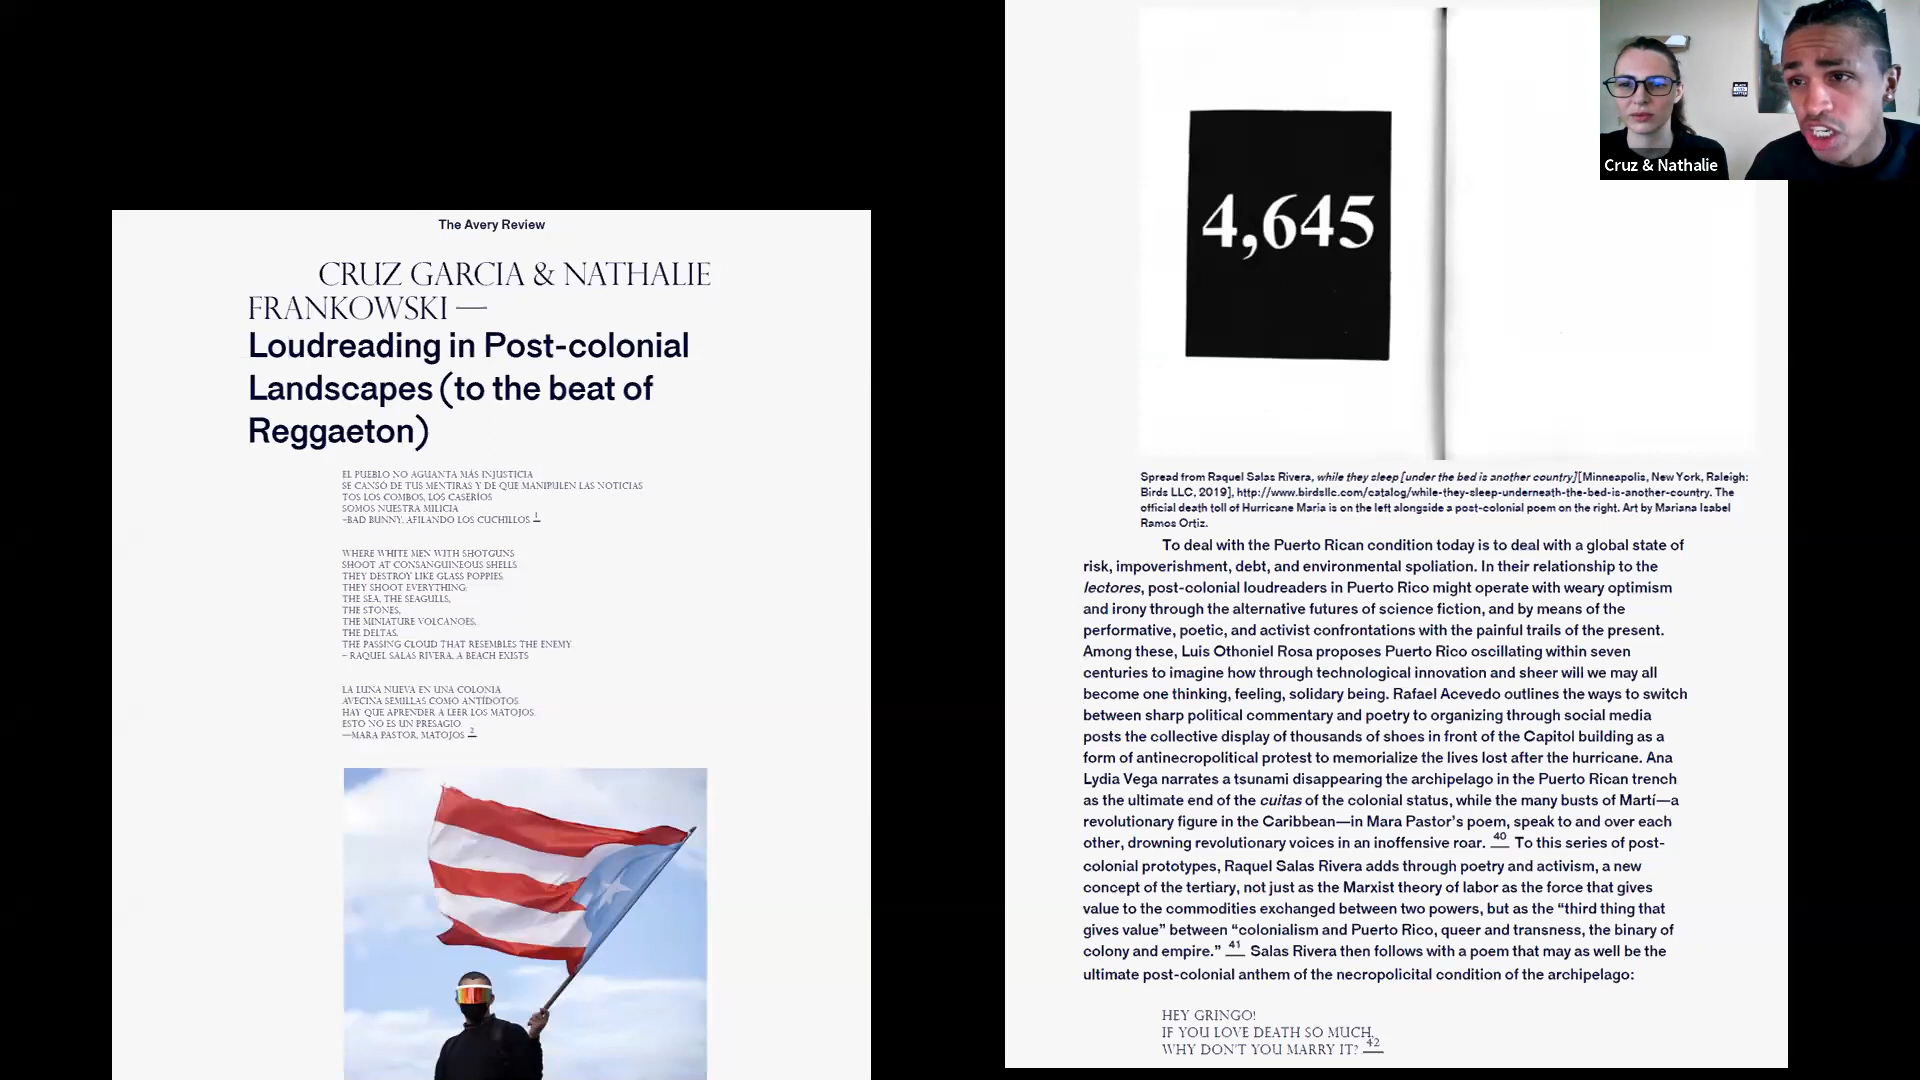 The Avery Review
CRUZ GARCIA & NATHALIE
FRANKOWSKI —
Loudreading in Post-colonial
Landscapes (to the beat of
Reggaeton)
EL PUEBLO NO AGUANTA MÁS INJUSTICIA
SE CANSÓ DE TUS MENTIRAS Y DE QUE MANIPULEN LAS NOTICIAS
TOS LOS COMBOS, LOS CASERÍOS
SOMOS NUESTRA MILICIA
–BAD BUNNY, AFILANDO LOS CUCHILLOS 1
WHERE WHITE MEN WITH SHOTGUNS
SHOOT AT CONSANGUINEOUS SHELLS
THEY DESTROY LIKE GLASS POPPIES.
THEY SHOOT EVERYTHING:
THE SEA, THE SEAGULLS,
THE STONES,
THE MINIATURE VOLCANOES,
THE DELTAS,
THE PASSING CLOUD THAT RESEMBLES THE ENEMY
– RAQUEL SALAS RIVERA, A BEACH EXISTS
LA LUNA NUEVA EN UNA COLONIA
AVECINA SEMILLAS COMO ANTÍDOTOS.
HAY QUE APRENDER A LEER LOS MATOJOS.
ESTO NO ES UN PRESAGIO.
—MARA PASTOR, MATOJOS 2
4,645
Spread from Raquel Salas Rivera, while they sleep [under the bed is another country] [Minneapolis, New York, Raleigh:
Birds LLC, 2019], http://www.birdsllc.com/catalog/while-they-sleep-underneath-the-bed-is-another-country. The
official death toll of Hurricane Maria is on the left alongside a post-colonial poem on the right. Art by Mariana Isabel
Ramos Ortiz.
To deal with the Puerto Rican condition today is to deal with a global state of
risk, impoverishment, debt, and environmental spoliation. In their relationship to the
lectores, post-colonial loudreaders in Puerto Rico might operate with weary optimism
and irony through the alternative futures of science fiction, and by means of the
performative, poetic, and activist confrontations with the painful trails of the present.
Among these, Luis Othoniel Rosa proposes Puerto Rico oscillating within seven
centuries to imagine how through technological innovation and sheer will we may all
become one thinking, feeling, solidary being. Rafael Acevedo outlines the ways to switch
between sharp political commentary and poetry to organizing through social media
posts the collective display of thousands of shoes in front of the Capitol building as a
form of antinecropolitical protest to memorialize the lives lost after the hurricane. Ana
Lydia Vega narrates a tsunami disappearing the archipelago in the Puerto Rican trench
as the ultimate end of the cuitas of the colonial status, while the many busts of Martí—a
revolutionary figure in the Caribbean—in Mara Pastor's poem, speak to and over each
other, drowning revolutionary voices in an inoffensive roar. 40 To this series of post-
colonial prototypes, Raquel Salas Rivera adds through poetry and activism, a new
concept of the tertiary, not just as the Marxist theory of labor as the force that gives
value to the commodities exchanged between two powers, but as the “third thing that
gives value” between “colonialism and Puerto Rico, queer and transness, the binary of
colony and empire.” 41 Salas Rivera then follows with a poem that may as well be the
ultimate post-colonial anthem of the necropolicital condition of the archipelago:
HEY GRINGO!
IF YOU LOVE DEATH SO MUCH,
WHY DON'T YOU MARRY IT? 42
BLACK
LIVES
MATTER
Cruz & Nathalie